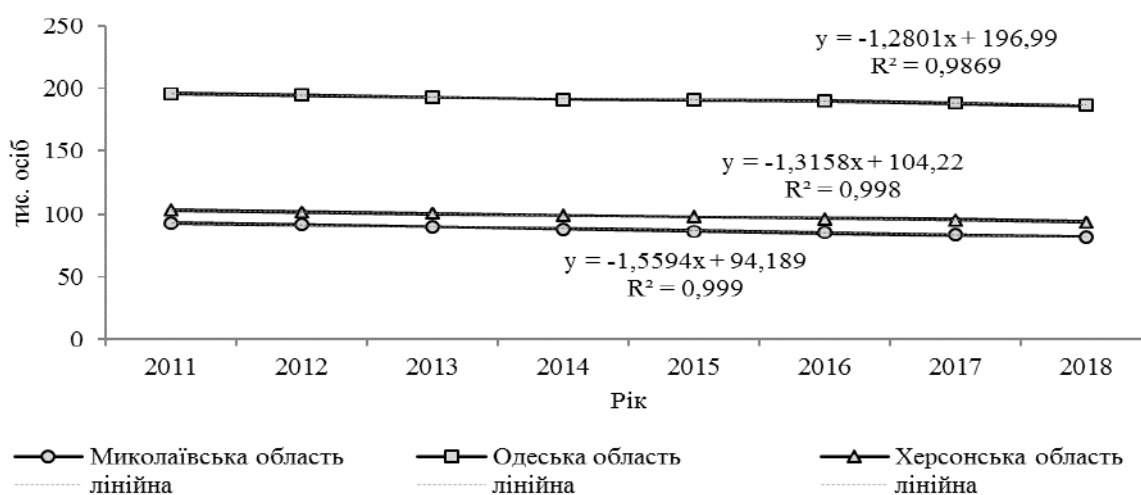 250
y = -1,2801x + 196,99
R² = 0,9869
200
150
тис. осіб
y = -1,3158x + 104,22
R² = 0,998
100
y = -1,5594x + 94,189
R² = 0,999
50
0
2011 2012 2013 2014 2015 2016 2017 2018
Рік
Миколаївська область Одеська область Херсонська область
лінійна лінійна лінійна